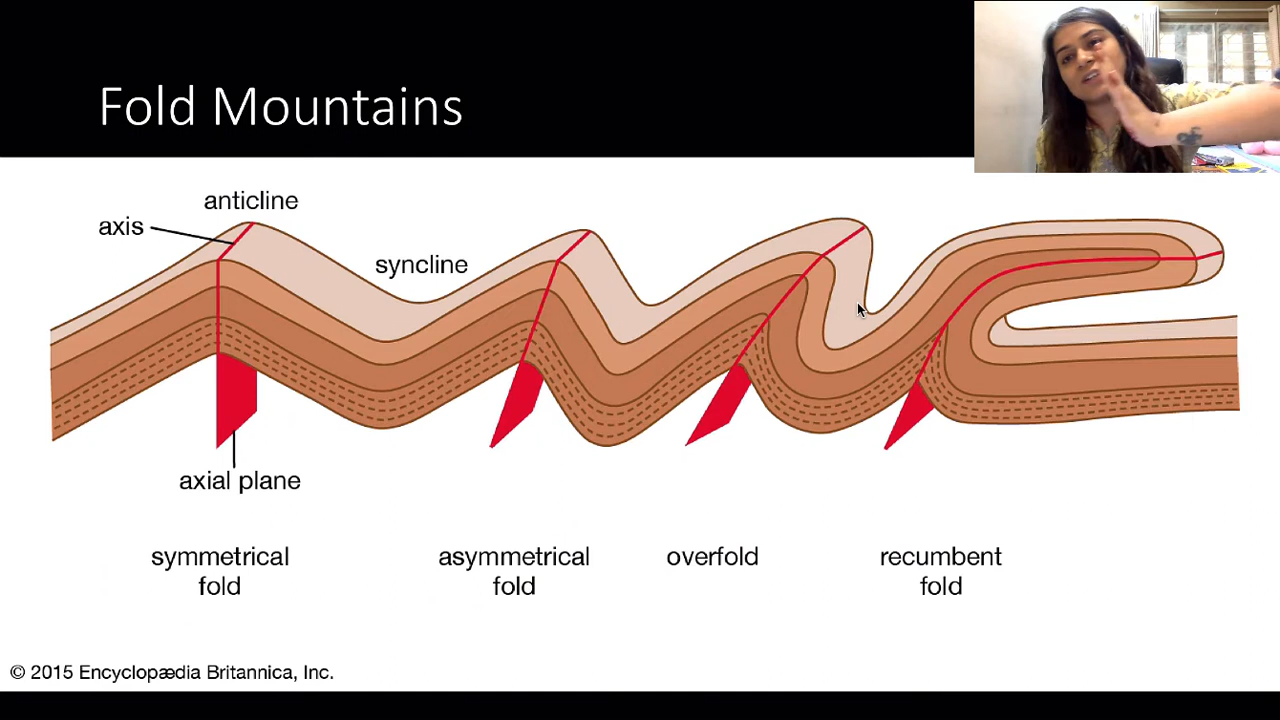 Fold Mountains
anticline
axis
syncline
axial plane
symmetrical
fold
asymmetrical
fold
overfold
recumbent
fold
© 2015 Encyclopædia Britannica, Inc.